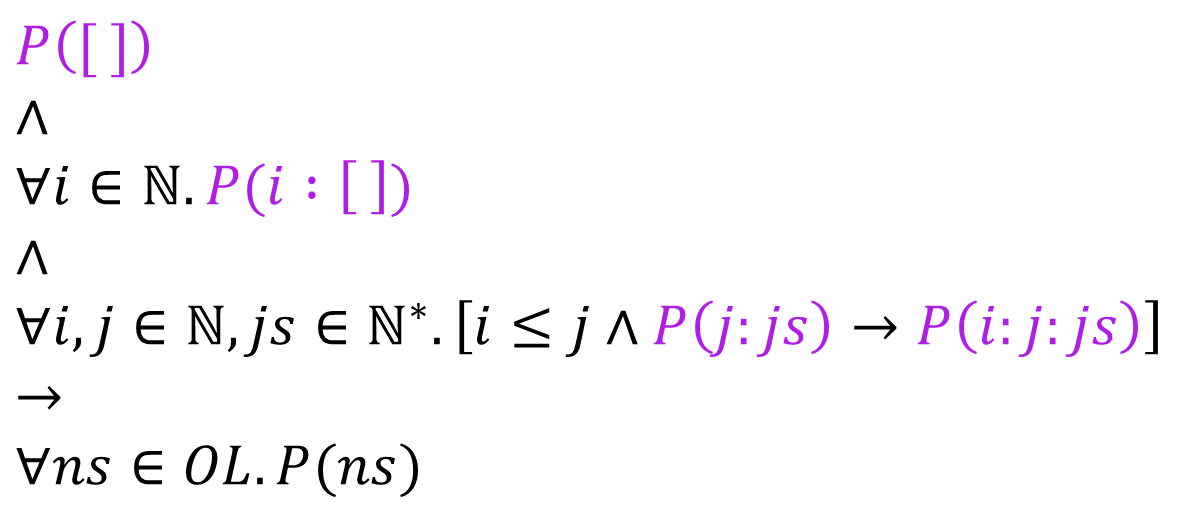 P([ ])
∧
∀i ∈ ℕ. P(i : [ ])
∧
∀i, j ∈ ℕ, js ∈ ℕ*. [i ≤ j ∧ P(j: js) → P(i: j: js)]
→
∀ns ∈ OL. P(ns)